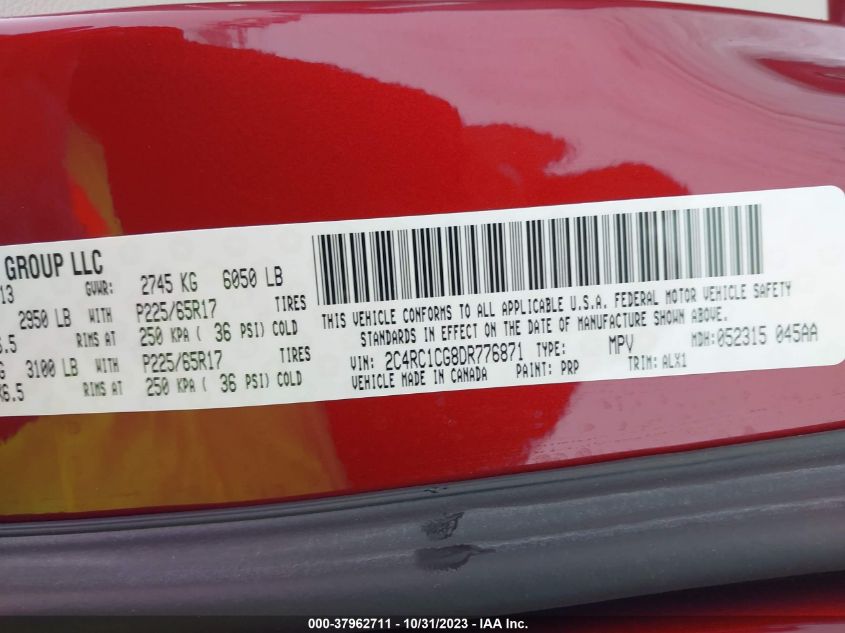 GROUP LLC
13 GVWR: 2745 KG 6050 LB
2950 LB WITH P225/65R17 TIRES
6.5 RIMS AT 250 KPA ( 36 PSI) COLD
G 3100 LB WITH P225/65R17 TIRES
X6.5 RIMS AT 250 KPA ( 36 PSI) COLD
THIS VEHICLE CONFORMS TO ALL APPLICABLE U.S.A. FEDERAL MOTOR VEHICLE SAFETY
STANDARDS IN EFFECT ON THE DATE OF MANUFACTURE SHOWN ABOVE.
VIN: 2C4RC1CG8DR776871 TYPE: MPV MDH: 052315 045AA
VEHICLE MADE IN CANADA PAINT: PRP TRIM: ALX1
000-37962711 - 10/31/2023 - IAA Inc.